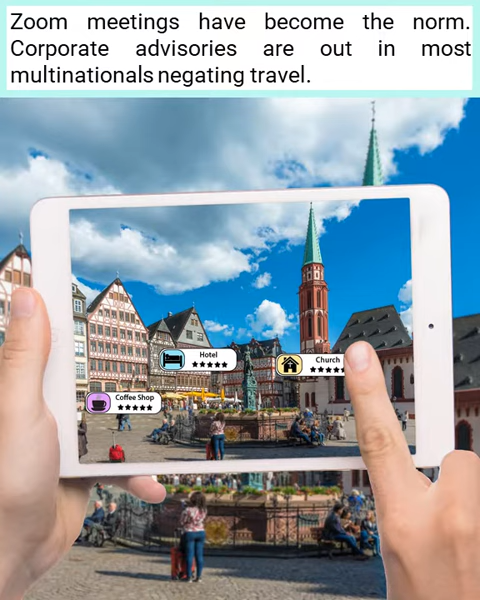 Zoom meetings have become the norm.
Corporate advisories are out in most
multinationals negating travel.
Hotel
★★★★★
Church
★★★★★
Coffee Shop
★★★★★